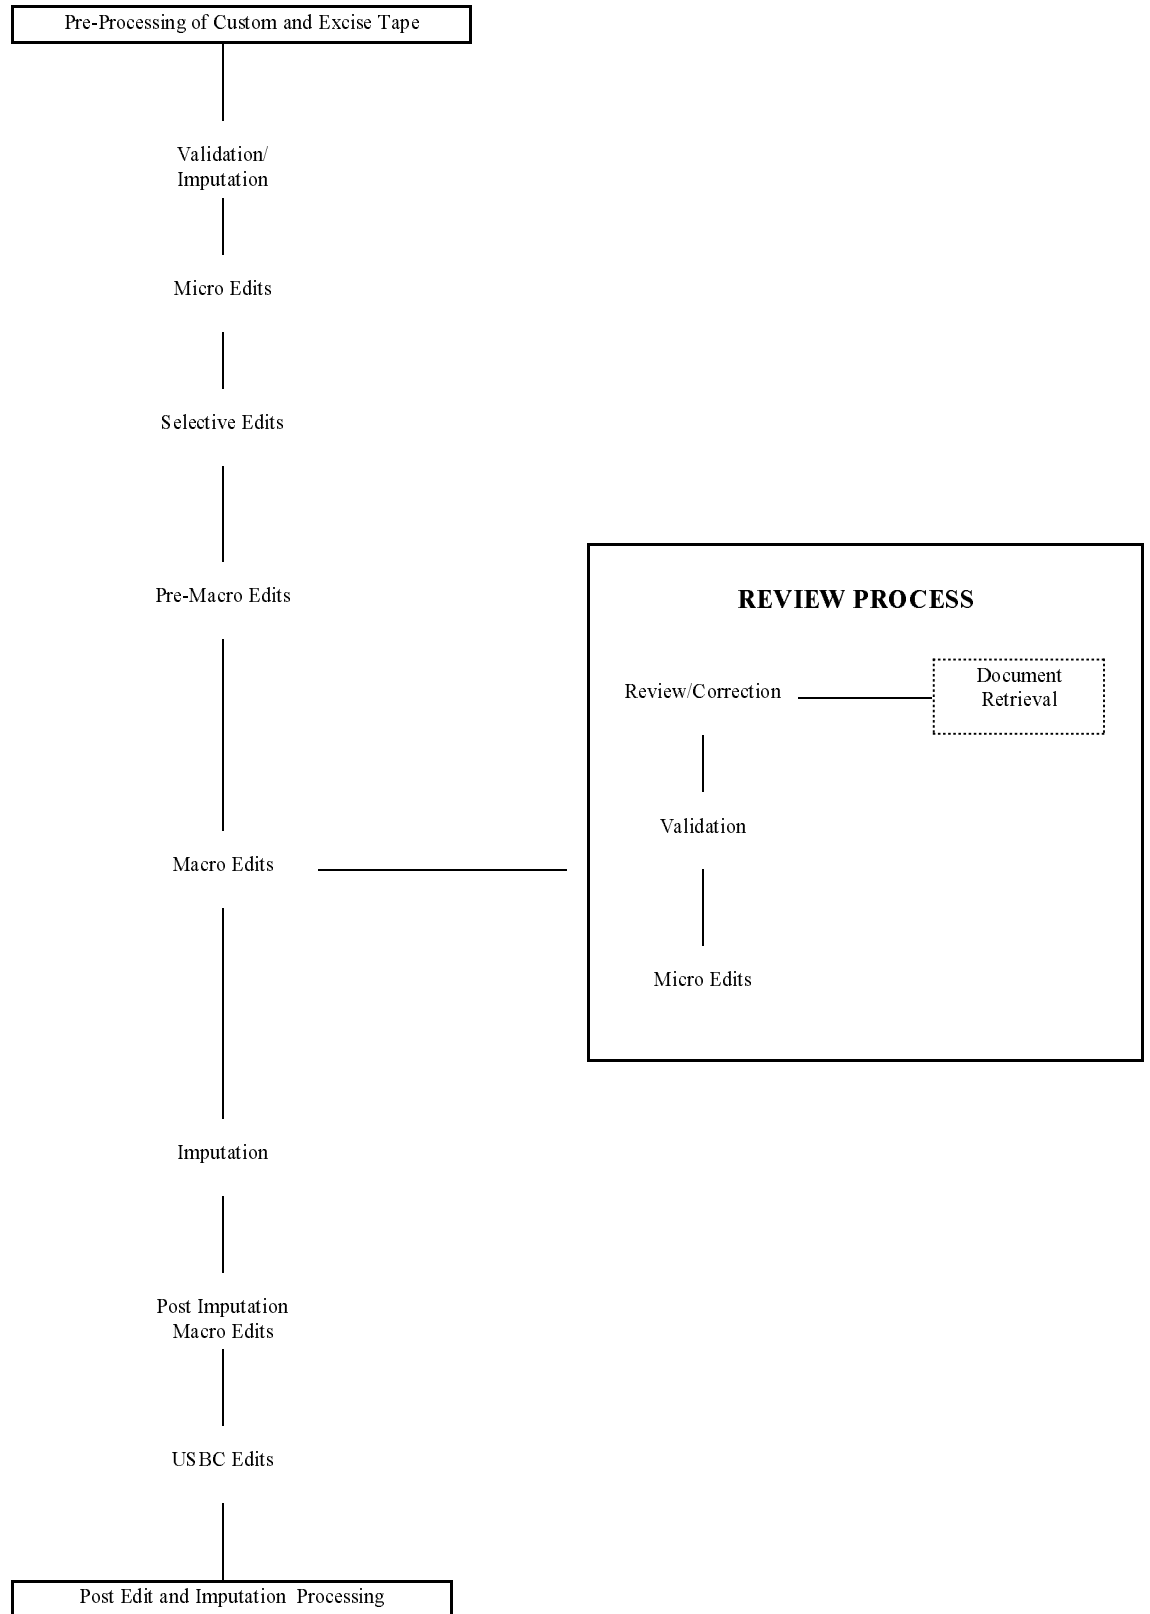 Pre-Processing of Custom and Excise Tape
Validation/
Imputation
Micro Edits
Selective Edits
Pre-Macro Edits
Macro Edits
REVIEW PROCESS
Review/Correction
Document
Retrieval
Validation
Micro Edits
Imputation
Post Imputation
Macro Edits
USBC Edits
Post Edit and Imputation Processing